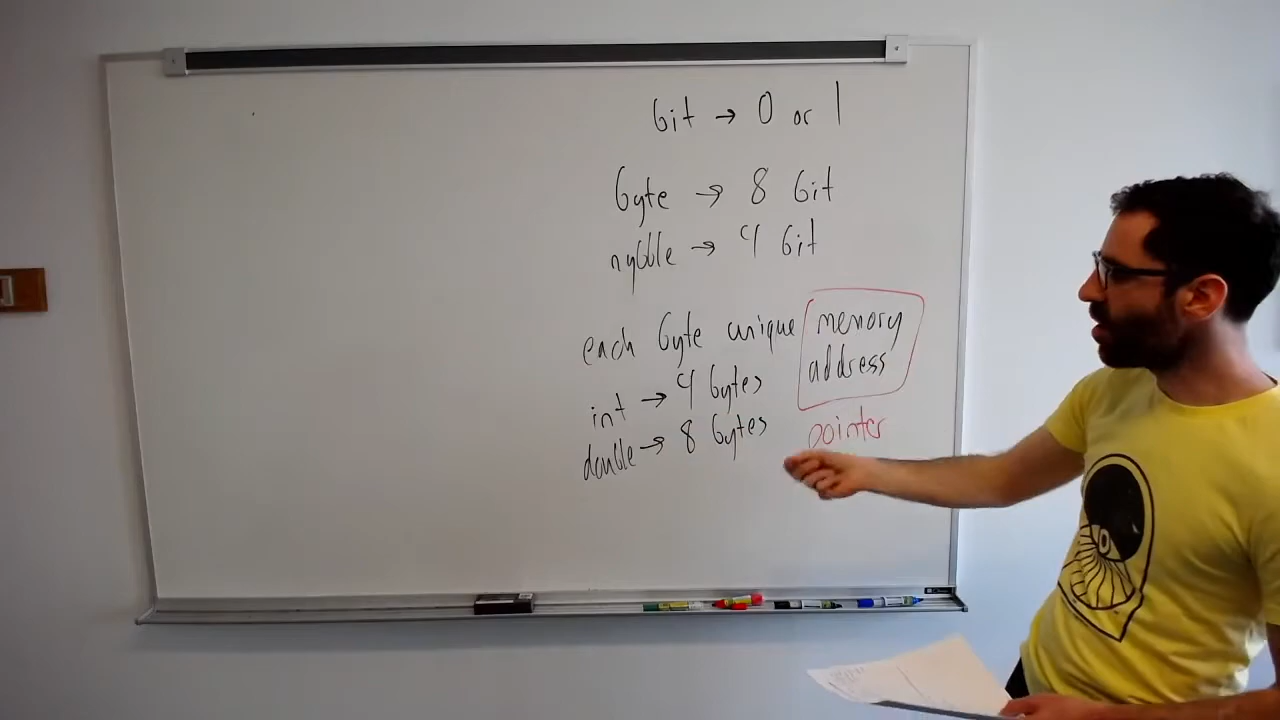 bit → 0 or 1
byte → 8 bit
nybble → 4 bit
each byte unique memory
address
int → 4 bytes
double → 8 bytes
pointer